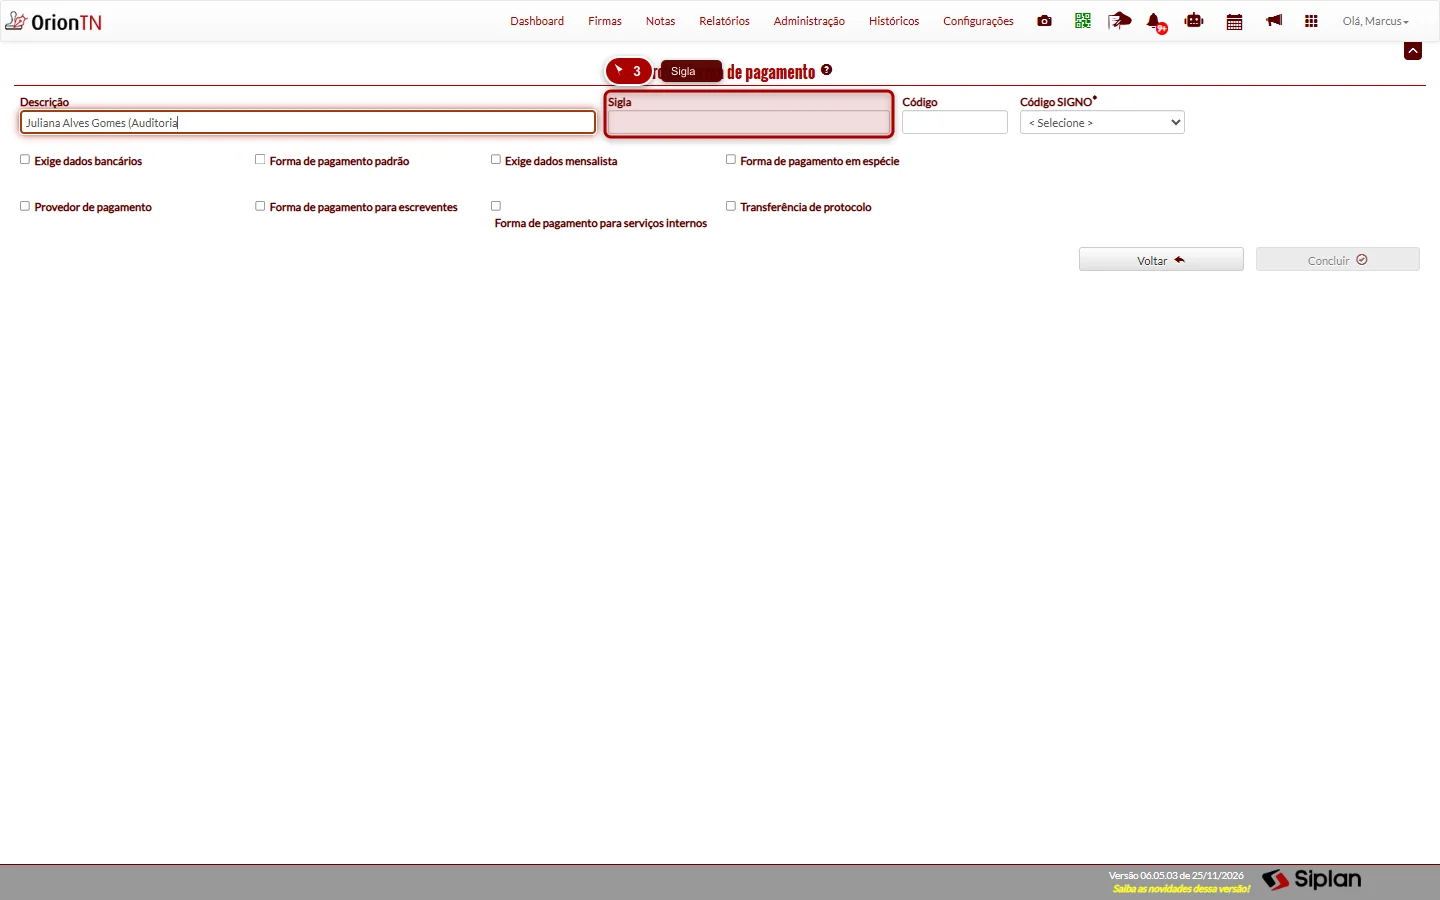 OrionTN
Dashboard Firmas Notas Relatórios Administração Históricos Configurações 9+ Olá, Marcus
3 Sigla de pagamento ?
Descrição Sigla Código Código SIGNO*
Juliana Alves Gomes (Auditoria < Selecione >
Exige dados bancários Forma de pagamento padrão Exige dados mensalista Forma de pagamento em espécie
Provedor de pagamento Forma de pagamento para escreventes Transferência de protocolo
Forma de pagamento para serviços internos
Voltar Concluir
Versão 06.05.03 de 25/11/2026
Saiba as novidades dessa versão!
Siplan